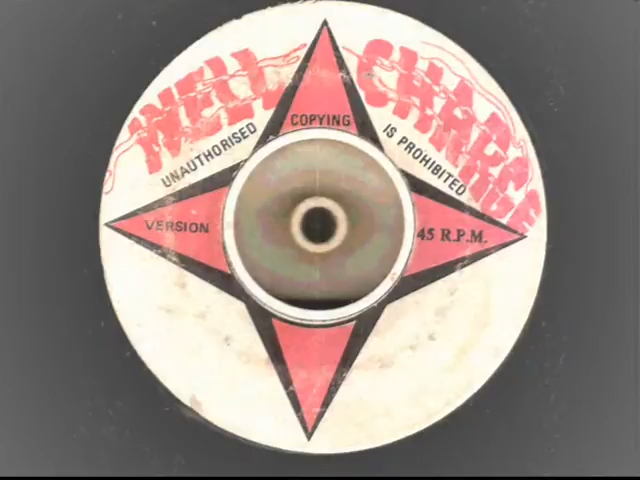 WELL CHARGE
UNAUTHORISED COPYING IS PROHIBITED
VERSION
45 R.P.M.